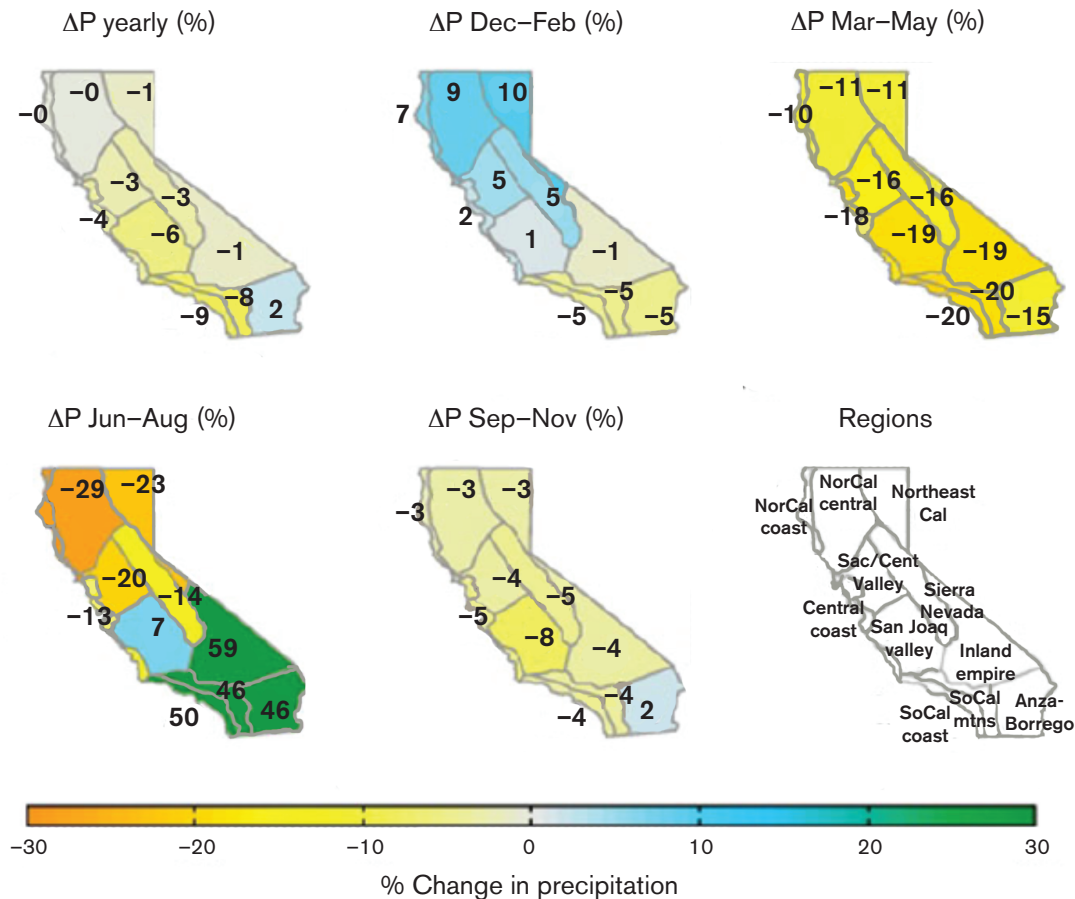 ΔP yearly (%)
−0
−1
−0
−3
−3
−4
−6
−1
−8
−9
2
ΔP Dec–Feb (%)
9
10
7
5
5
2
1
−1
−5
−5
−5
ΔP Mar–May (%)
−11
−11
−10
−16
−16
−18
−19
−19
−20
−20
−15
ΔP Jun–Aug (%)
−29
−23
−20
−14
−13
7
59
46
50
46
ΔP Sep–Nov (%)
−3
−3
−3
−4
−5
−5
−8
−4
−4
−4
2
Regions
NorCal
coast
NorCal
central
Northeast
Cal
Sac/Cent
Valley
Sierra
Nevada
Central
coast
San Joaq
valley
Inland
empire
SoCal
coast
SoCal
mtns
Anza-
Borrego
−30
−20
−10
0
10
20
30
% Change in precipitation